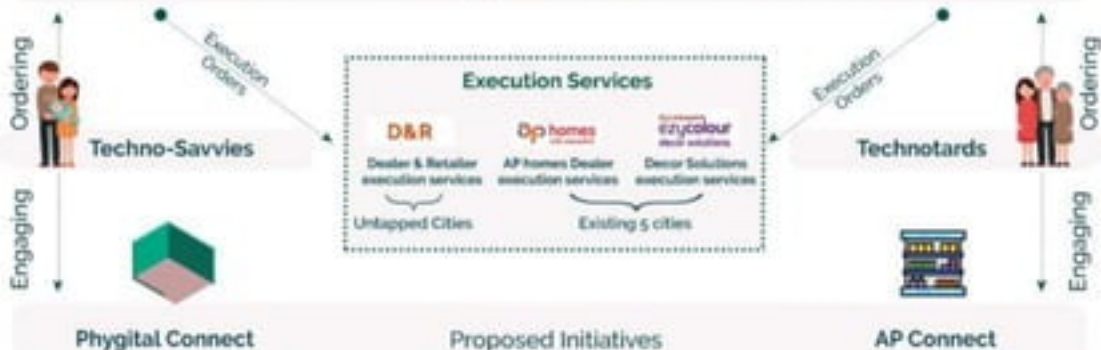 Ordering
Execution
Orders
Execution Services
Execution
Orders
Ordering
D&R
homes
ezycolour
decor solutions
Techno-Savvies
Dealer & Retailer
execution services
AP homes Dealer
execution services
Decor Solutions
execution services
Technotards
Untapped Cities
Existing 5 cities
Engaging
Engaging
Phygital Connect
Proposed Initiatives
AP Connect